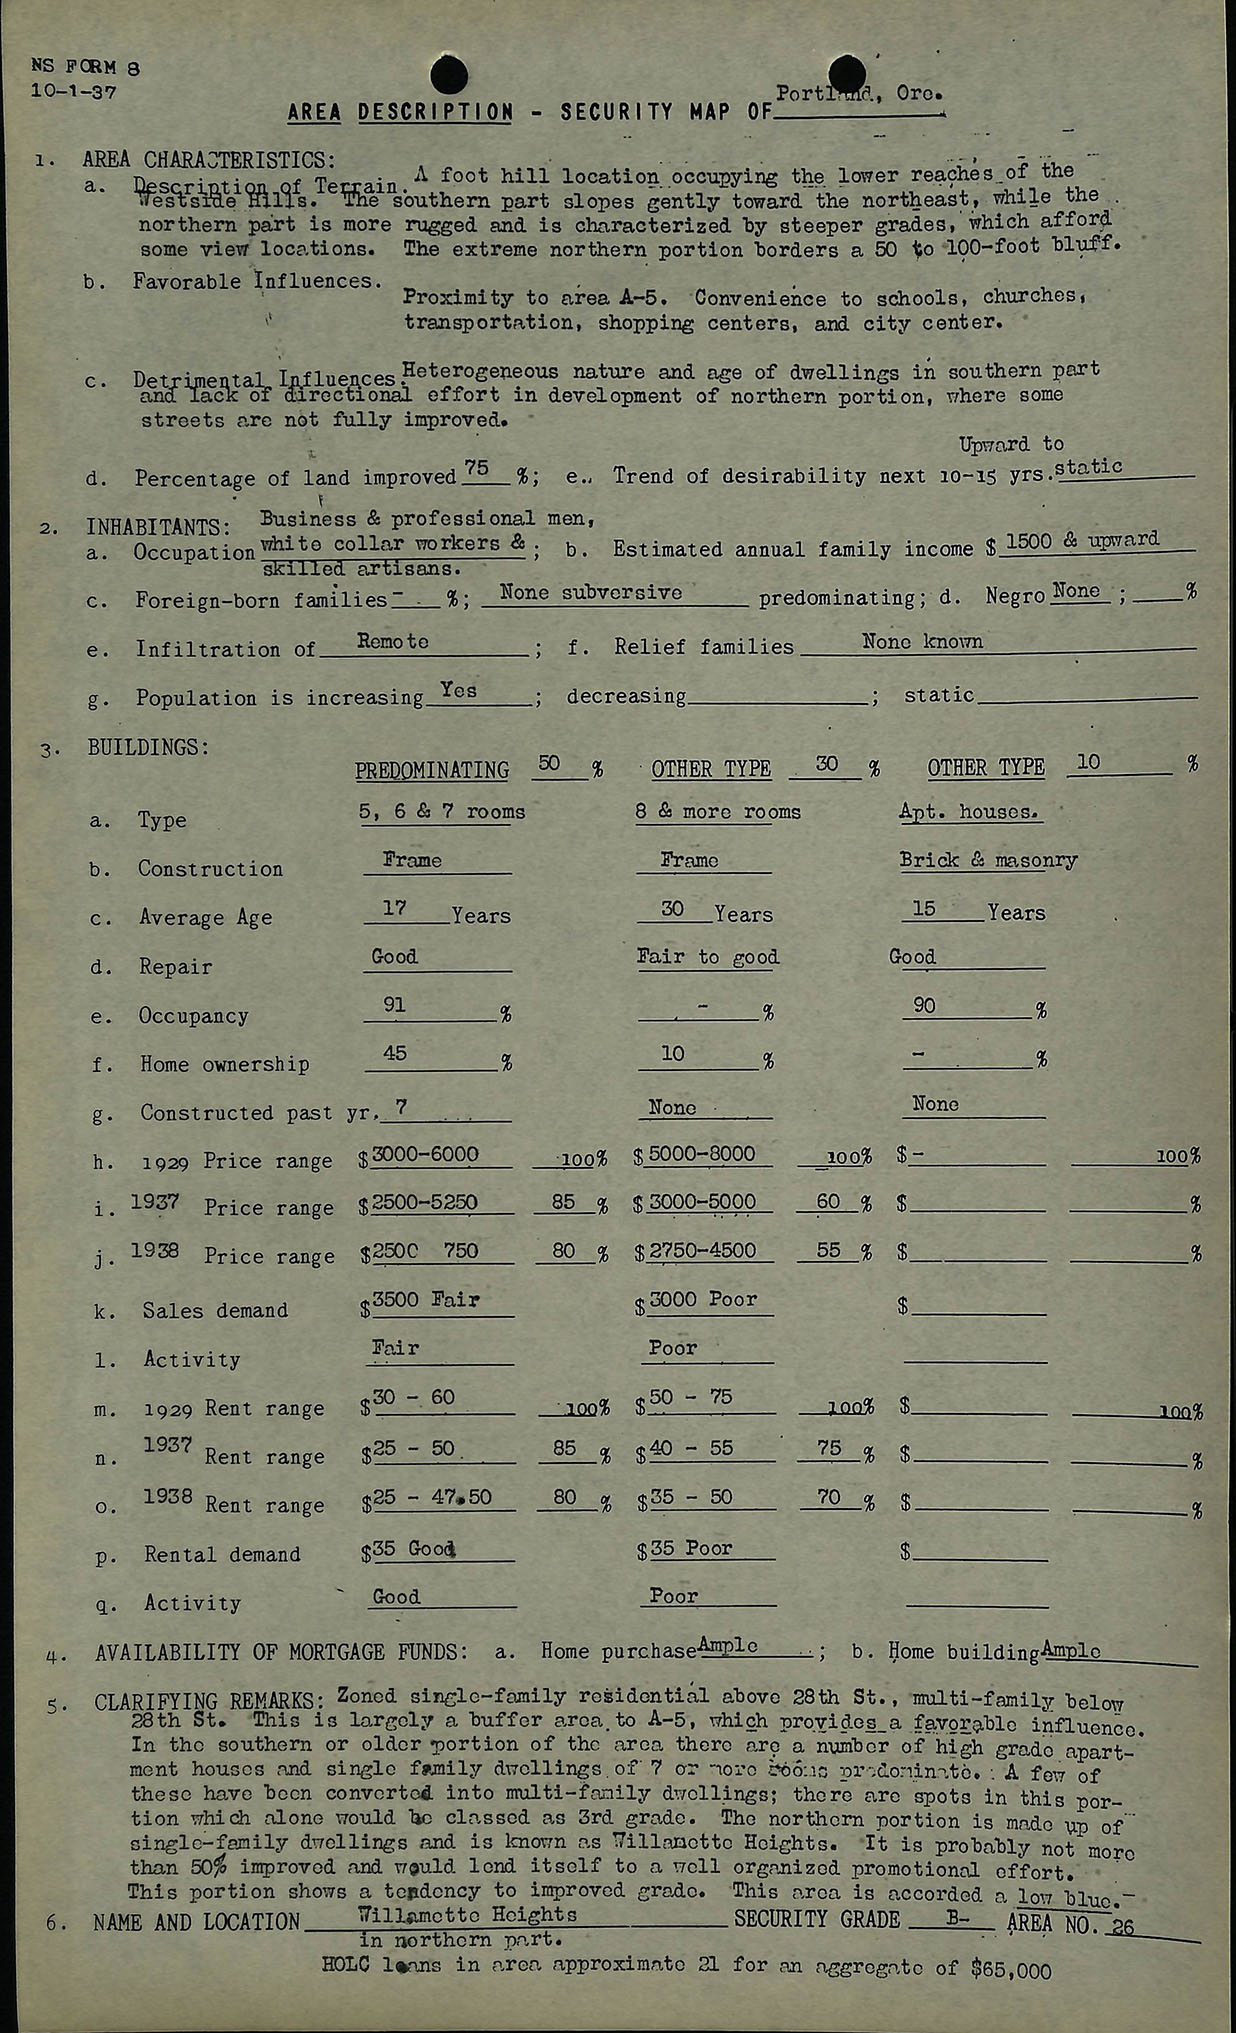 NS FORM 8
10-1-37
Portland, Ore.
AREA DESCRIPTION - SECURITY MAP OF
1. AREA CHARACTERISTICS:
a. Description of Terrain. A foot hill location occupying the lower reaches of the
Westside Hills. The southern part slopes gently toward the northeast, while the
northern part is more rugged and is characterized by steeper grades, which afford
some view locations. The extreme northern portion borders a 50 to 100-foot bluff.
b. Favorable Influences.
Proximity to area A-5. Convenience to schools, churches,
transportation, shopping centers, and city center.
c. Detrimental Influences. Heterogeneous nature and age of dwellings in southern part
and lack of directional effort in development of northern portion, where some
streets are not fully improved.
Upward to
d. Percentage of land improved 75 %; e. Trend of desirability next 10-15 yrs. static
2. INHABITANTS: Business & professional men,
a. Occupation white collar workers & ; b. Estimated annual family income $ 1500 & upward
skilled artisans.
c. Foreign-born families - %; None subversive predominating; d. Negro None ; %
e. Infiltration of Remote ; f. Relief families None known
g. Population is increasing Yes ; decreasing ; static
3. BUILDINGS:
PREDOMINATING 50 % OTHER TYPE 30 % OTHER TYPE 10 %
a. Type 5, 6 & 7 rooms 8 & more rooms Apt. houses.
b. Construction Frame Frame Brick & masonry
c. Average Age 17 Years 30 Years 15 Years
d. Repair Good Fair to good Good
e. Occupancy 91 % - % 90 %
f. Home ownership 45 % 10 % - %
g. Constructed past yr. 7 None None
h. 1929 Price range $ 3000-6000 100% $ 5000-8000 100% $ - 100%
i. 1937 Price range $ 2500-5250 85 % $ 3000-5000 60 % $ %
j. 1938 Price range $ 2500 750 80 % $ 2750-4500 55 % $ %
k. Sales demand $ 3500 Fair $ 3000 Poor $
l. Activity Fair Poor
m. 1929 Rent range $ 30 - 60 100% $ 50 - 75 100% $ 100%
n. 1937 Rent range $ 25 - 50 85 % $ 40 - 55 75 % $ %
o. 1938 Rent range $ 25 - 47.50 80 % $ 35 - 50 70 % $ %
p. Rental demand $ 35 Good $ 35 Poor $
q. Activity Good Poor
4. AVAILABILITY OF MORTGAGE FUNDS: a. Home purchase Ample ; b. Home building Ample
5. CLARIFYING REMARKS: Zoned single-family residential above 28th St., multi-family below
28th St. This is largely a buffer area to A-5, which provides a favorable influence.
In the southern or older portion of the area there are a number of high grade apart-
ment houses and single family dwellings of 7 or more rooms predominate. A few of
these have been converted into multi-family dwellings; there are spots in this por-
tion which alone would be classed as 3rd grade. The northern portion is made up of
single-family dwellings and is known as Willamette Heights. It is probably not more
than 50% improved and would lend itself to a well organized promotional effort.
This portion shows a tendency to improved grade. This area is accorded a low blue.
6. NAME AND LOCATION Willamette Heights SECURITY GRADE B- AREA NO. 26
in northern part.
HOLC loans in area approximate 21 for an aggregate of $65,000